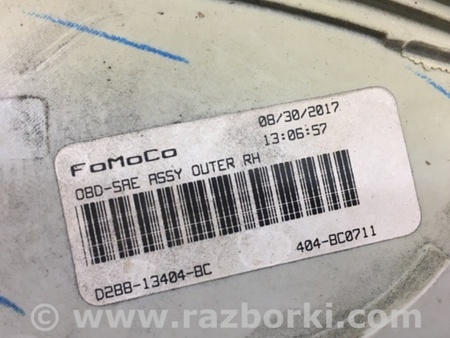 08/30/2017
13:06:57
FoMoCo
OBD-SAE ASSY OUTER RH
D2BB-13404-BC
404-BC0711
© www.razborki.com